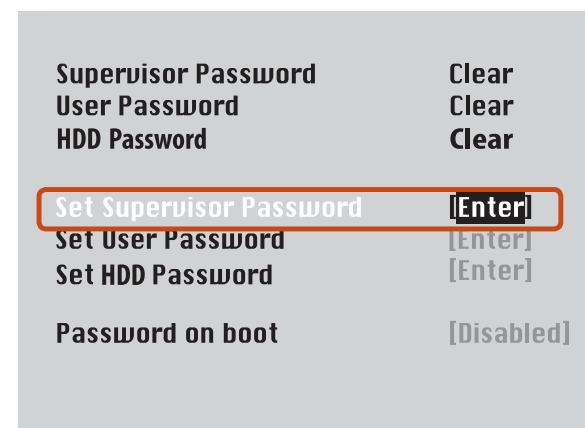 Supervisor Password Clear
User Password Clear
HDD Password Clear
Set Supervisor Password [Enter]
Set User Password [Enter]
Set HDD Password [Enter]
Password on boot [Disabled]